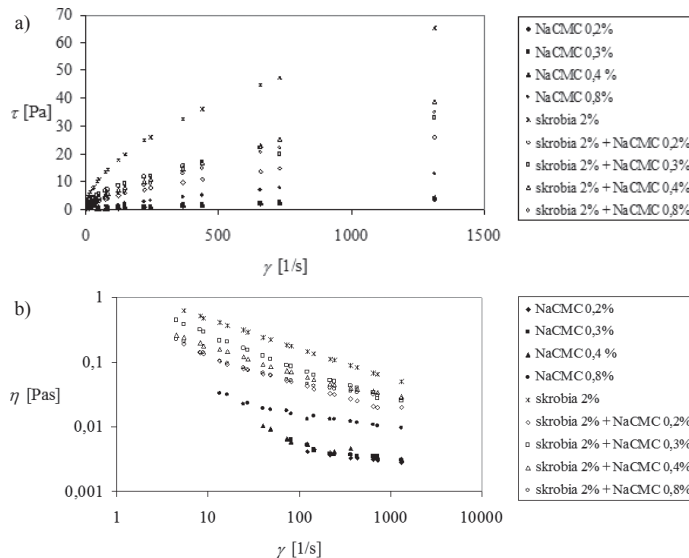 a)
70
60
50
40
30
20
10
0
τ [Pa]
0 500 1000 1500
γ [1/s]
NaCMC 0,2%
NaCMC 0,3%
NaCMC 0,4 %
NaCMC 0,8%
skrobia 2%
skrobia 2% + NaCMC 0,2%
skrobia 2% + NaCMC 0,3%
skrobia 2% + NaCMC 0,4%
skrobia 2% + NaCMC 0,8%
b)
1
0,1
0,01
0,001
η [Pas]
1 10 100 1000 10000
γ [1/s]
NaCMC 0,2%
NaCMC 0,3%
NaCMC 0,4 %
NaCMC 0,8%
skrobia 2%
skrobia 2% + NaCMC 0,2%
skrobia 2% + NaCMC 0,3%
skrobia 2% + NaCMC 0,4%
skrobia 2% + NaCMC 0,8%